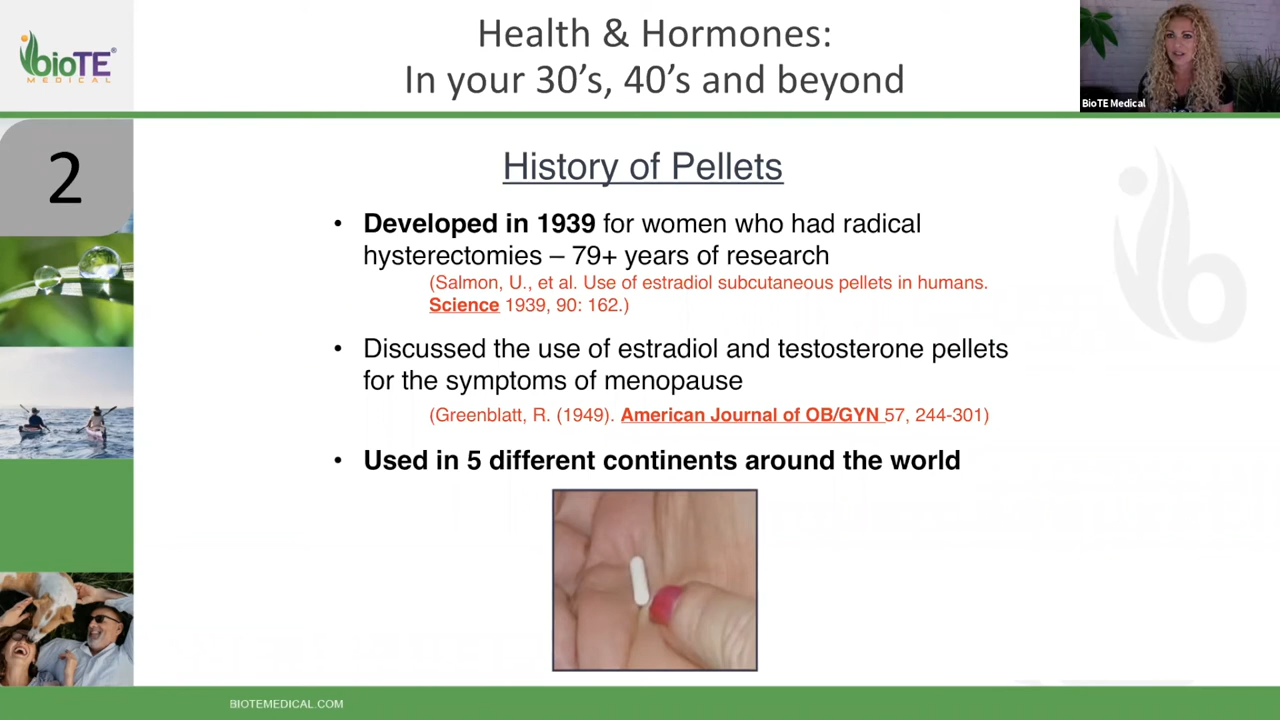 bioTE®
MEDICAL
Health & Hormones:
In your 30's, 40's and beyond
BioTE Medical
2
History of Pellets
• Developed in 1939 for women who had radical
hysterectomies – 79+ years of research
(Salmon, U., et al. Use of estradiol subcutaneous pellets in humans.
Science 1939, 90: 162.)
• Discussed the use of estradiol and testosterone pellets
for the symptoms of menopause
(Greenblatt, R. (1949). American Journal of OB/GYN 57, 244-301)
• Used in 5 different continents around the world
BIOTEMEDICAL.COM